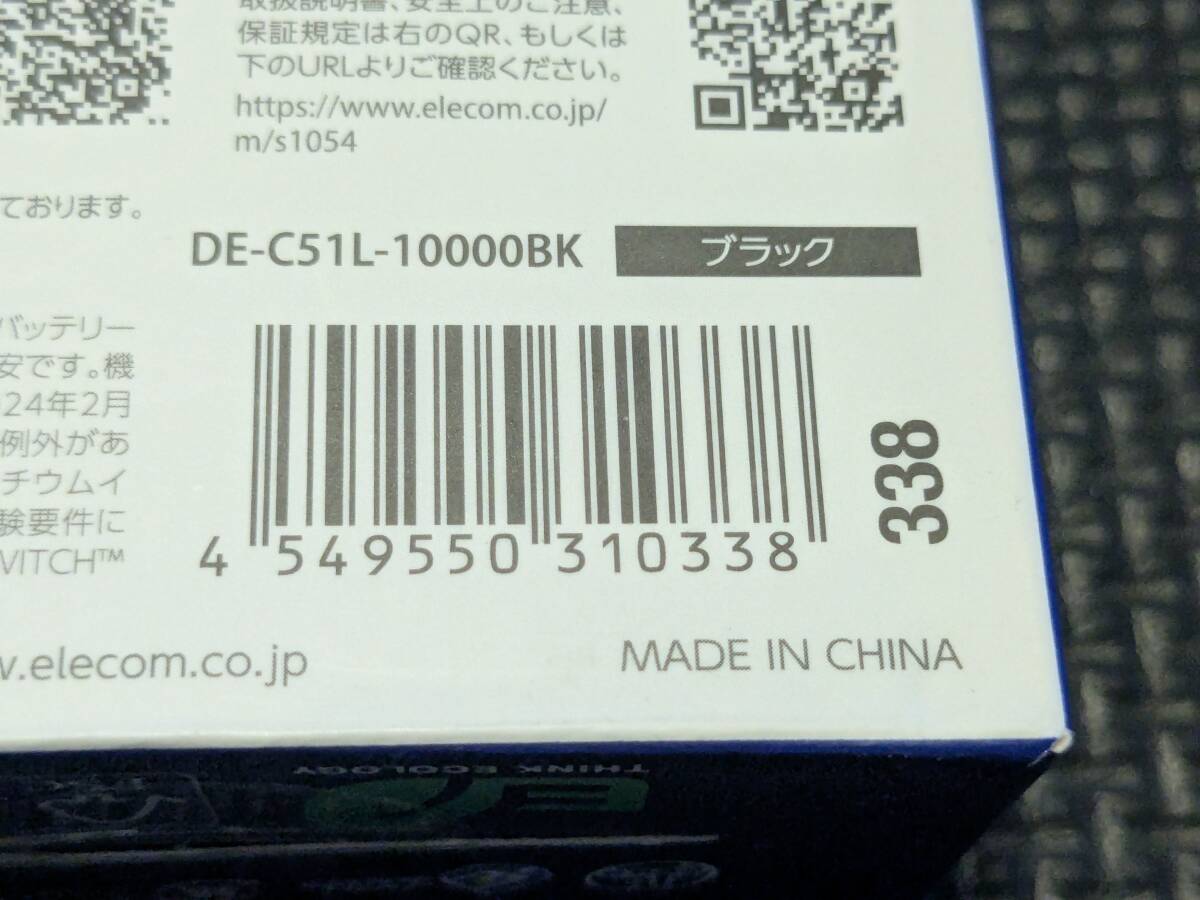 取扱説明書、安全上のご注意、
保証規定は右のQR、もしくは
下のURLよりご確認ください。
https://www.elecom.co.jp/
m/s1054
ております。
DE-C51L-10000BK
ブラック
バッテリー
安です。機
24年2月
例外があ
チウムイ
験要件に
VITCH™
4 549550 310338
338
w.elecom.co.jp
MADE IN CHINA
THINK ECOLOGY